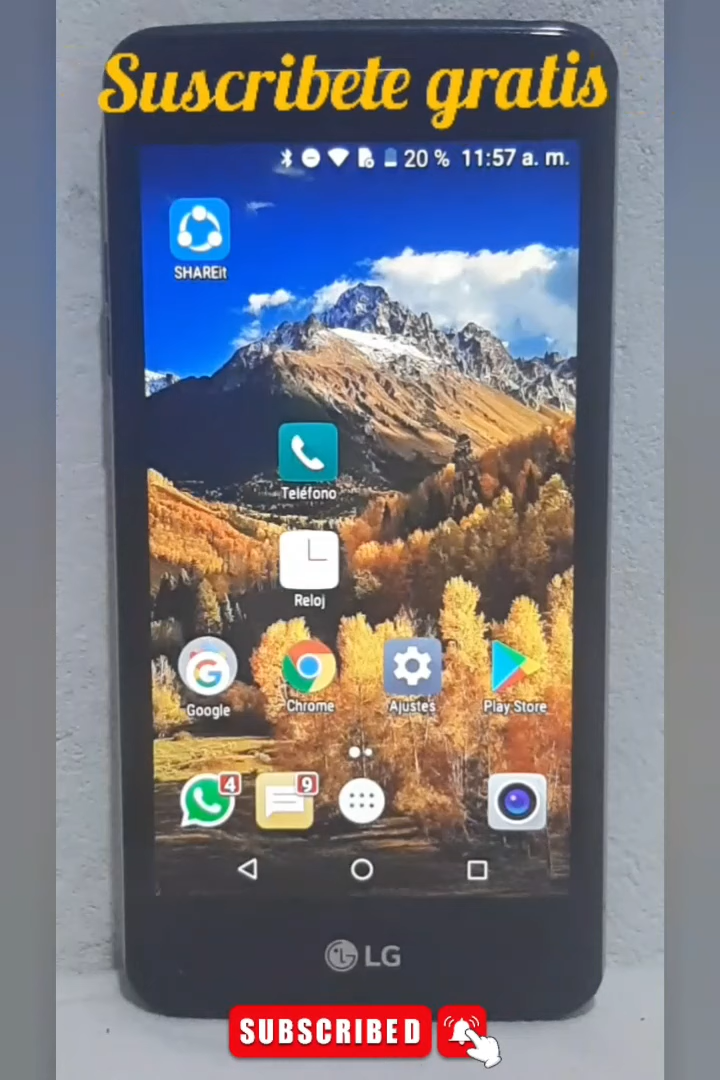 Suscribete gratis
20 % 11:57 a. m.
SHAREit
Teléfono
Reloj
Google Chrome Ajustes Play Store
4 9
LG
SUBSCRIBED